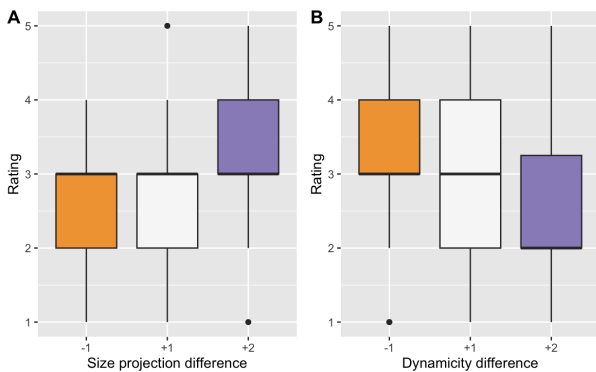 A
5
4
3
2
1
Rating
-1
+1
+2
Size projection difference
B
5
4
3
2
1
Rating
-1
+1
+2
Dynamicity difference